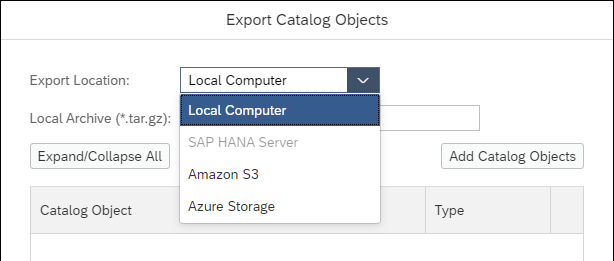 Export Catalog Objects
Export Location:
Local Computer
Local Computer
Local Archive (*.tar.gz):
SAP HANA Server
Expand/Collapse All
Amazon S3
Add Catalog Objects
Azure Storage
Catalog Object
Type